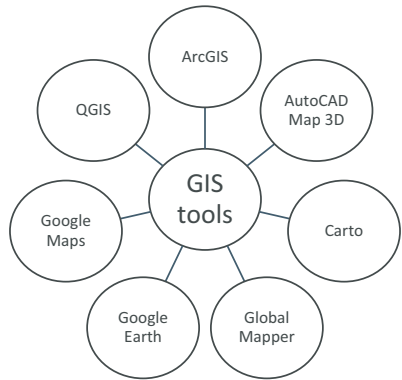 ArcGIS
AutoCAD
Map 3D
Carto
Global
Mapper
Google
Earth
Google
Maps
QGIS
GIS
tools